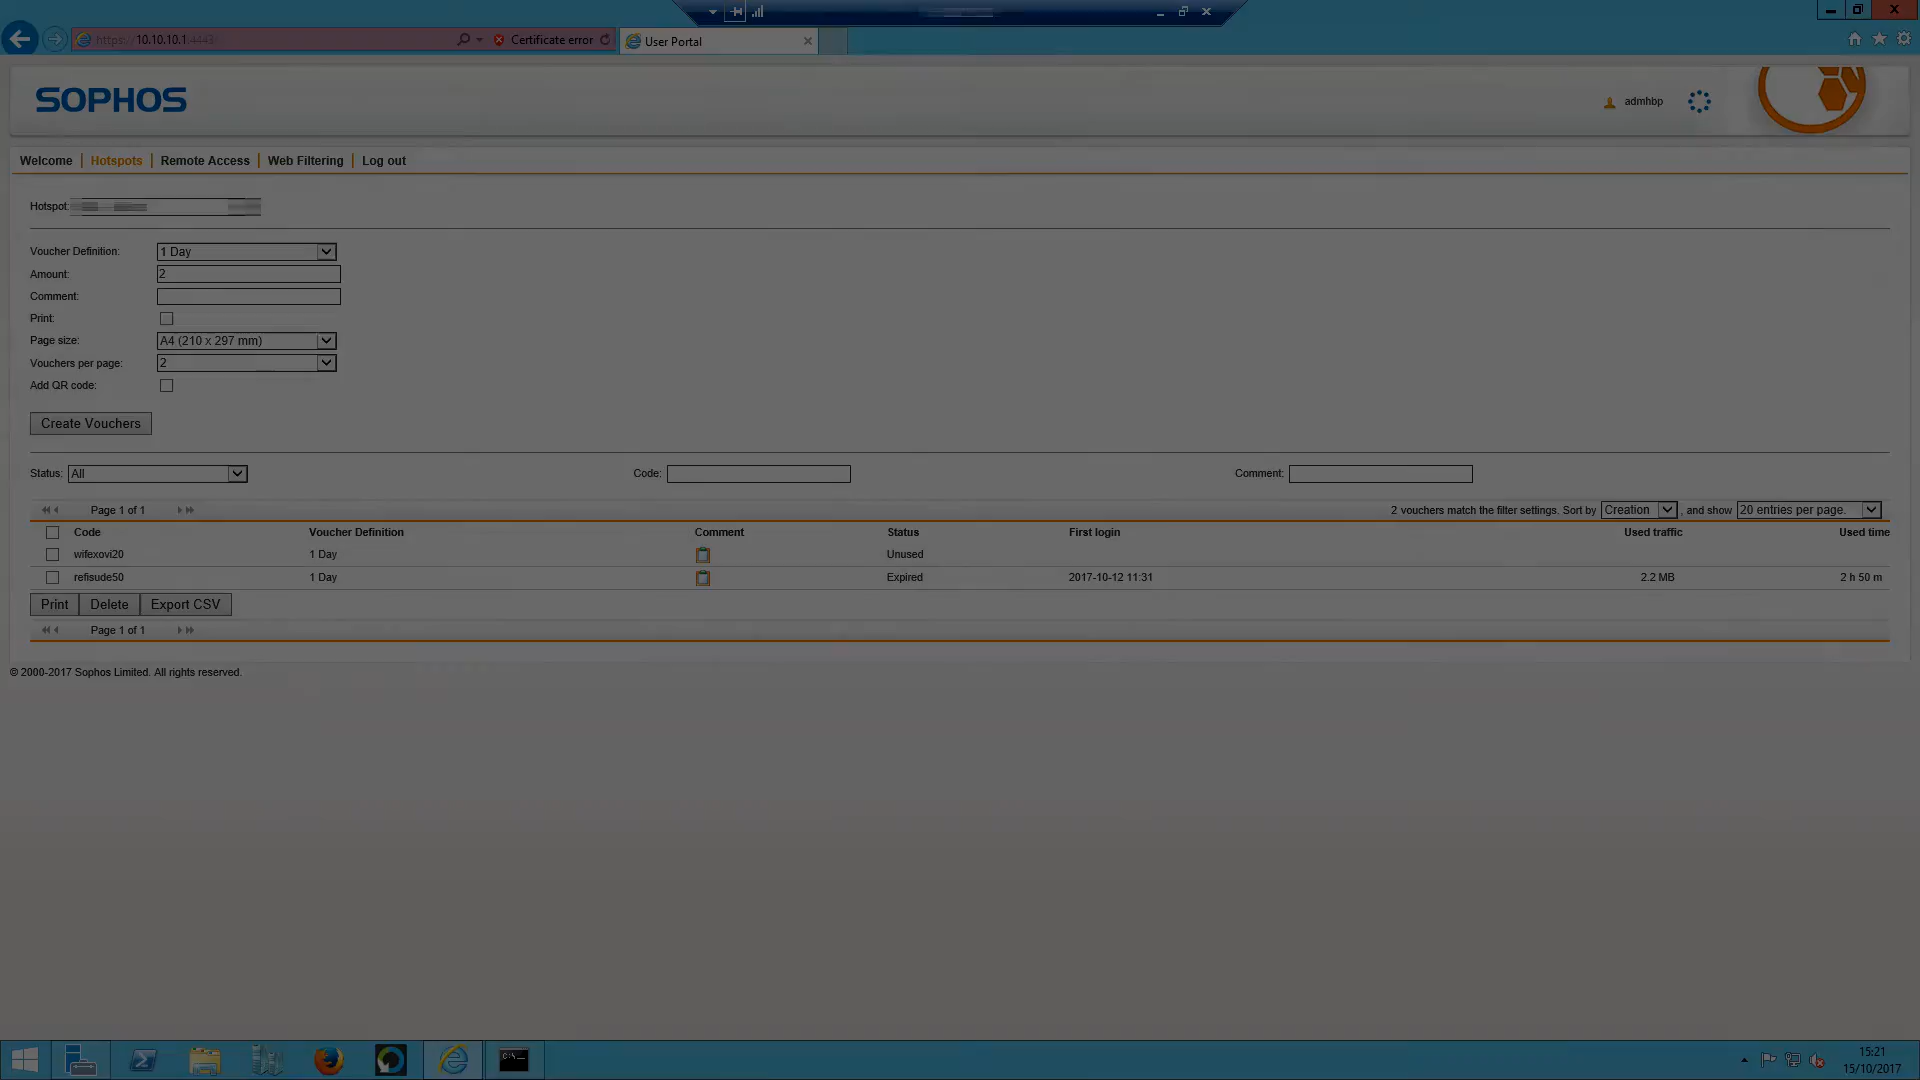 https://10.10.10.1:4443
Certificate error
User Portal
SOPHOS
admhbp
Welcome | Hotspots | Remote Access | Web Filtering | Log out
Hotspot:
Voucher Definition: 1 Day
Amount: 2
Comment:
Print:
Page size: A4 (210 x 297 mm)
Vouchers per page: 2
Add QR code:
Create Vouchers
Status: All Code: Comment:
Page 1 of 1 2 vouchers match the filter settings. Sort by Creation , and show 20 entries per page.
Code Voucher Definition Comment Status First login Used traffic Used time
wifexovi20 1 Day Unused
refisude50 1 Day Expired 2017-10-12 11:31 2.2 MB 2 h 50 m
Print Delete Export CSV
Page 1 of 1
© 2000-2017 Sophos Limited. All rights reserved.
C:\._
15:21
15/10/2017